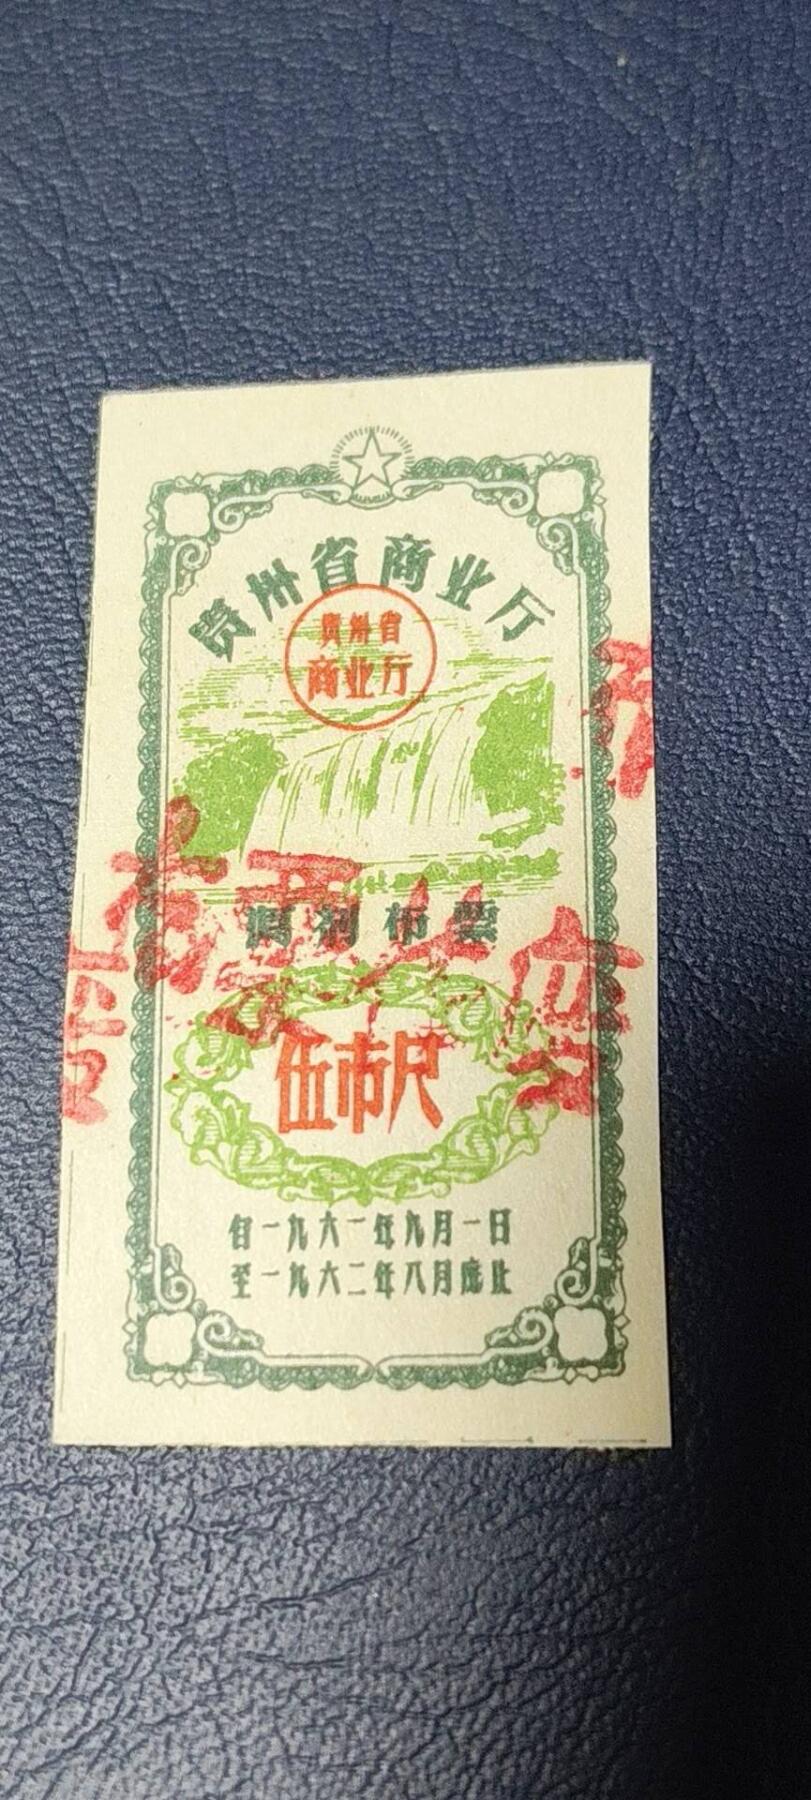 贵州省商业厅
贵州省
商业厅
调剂布票
伍市尺
自一九六一年九月一日
至一九六二年八月底止